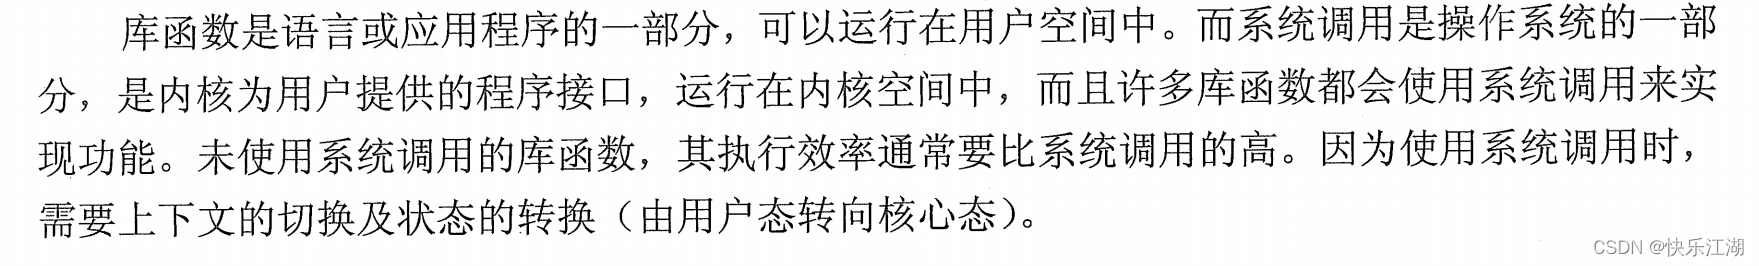 库函数是语言或应用程序的一部分，可以运行在用户空间中。而系统调用是操作系统的一部
分，是内核为用户提供的程序接口，运行在内核空间中，而且许多库函数都会使用系统调用来实
现功能。未使用系统调用的库函数，其执行效率通常要比系统调用的高。因为使用系统调用时，
需要上下文的切换及状态的转换（由用户态转向核心态）。
CSDN @快乐江湖